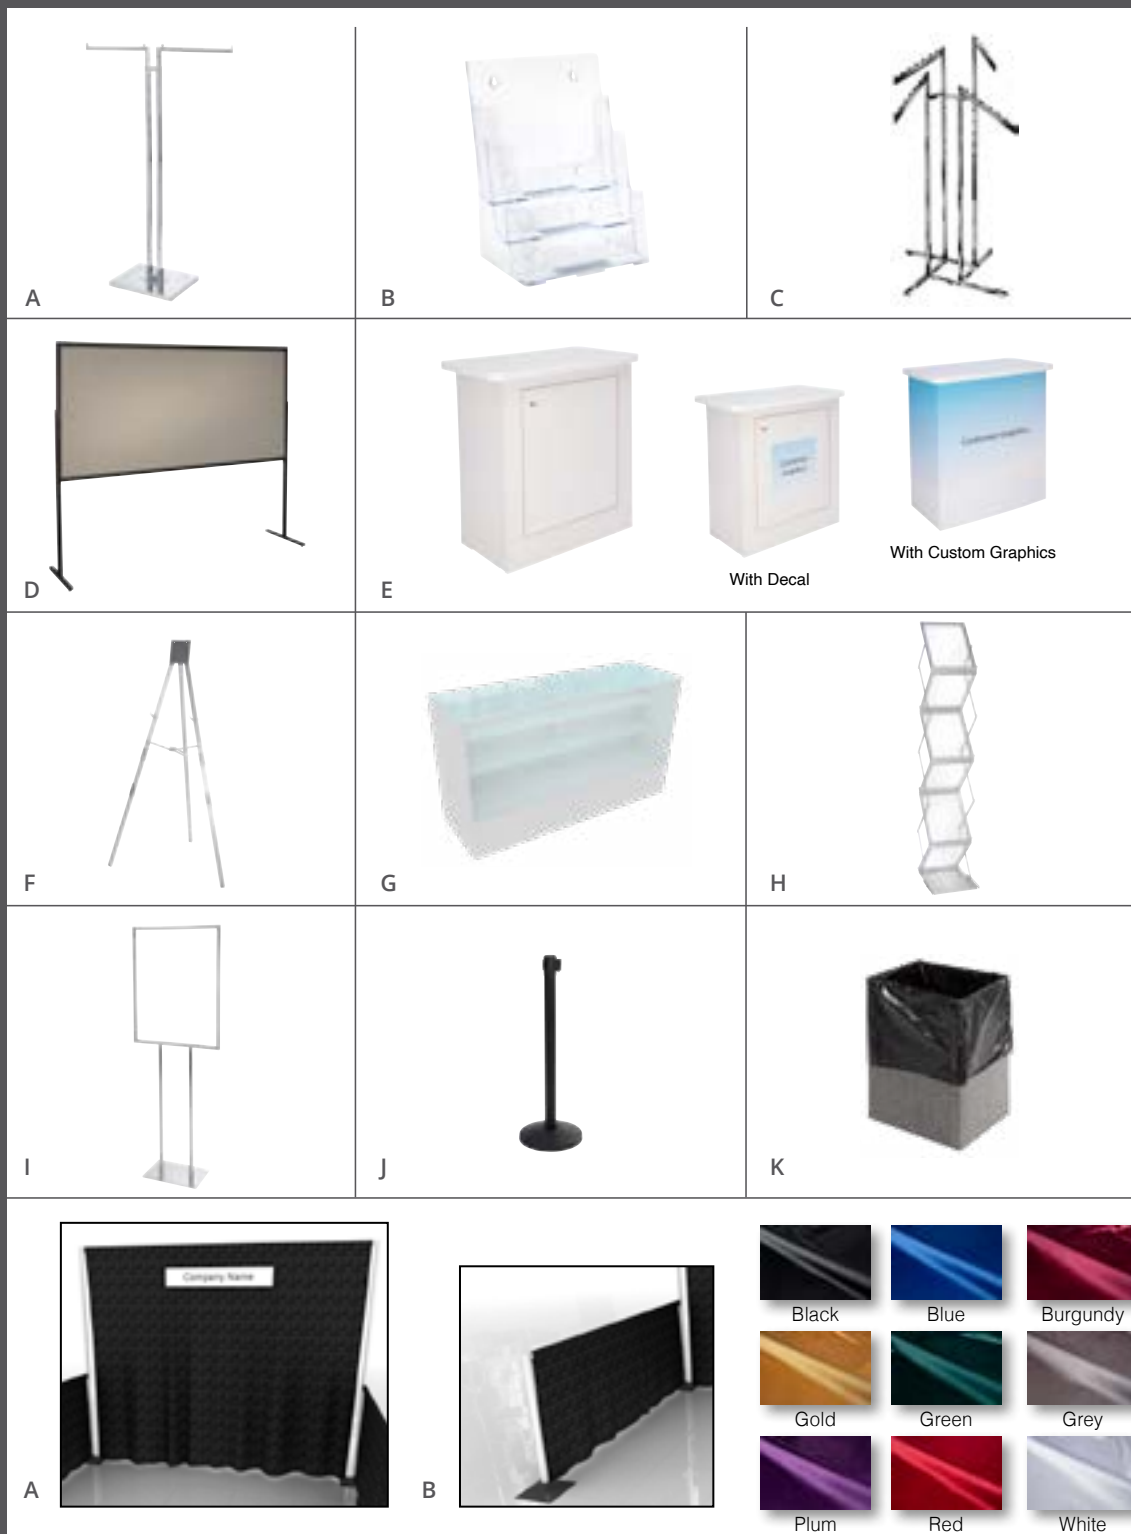 A
B
C
D
E
With Decal
With Custom Graphics
F
G
H
I
J
K
Company Name
A
B
Black
Blue
Burgundy
Gold
Green
Grey
Plum
Red
White